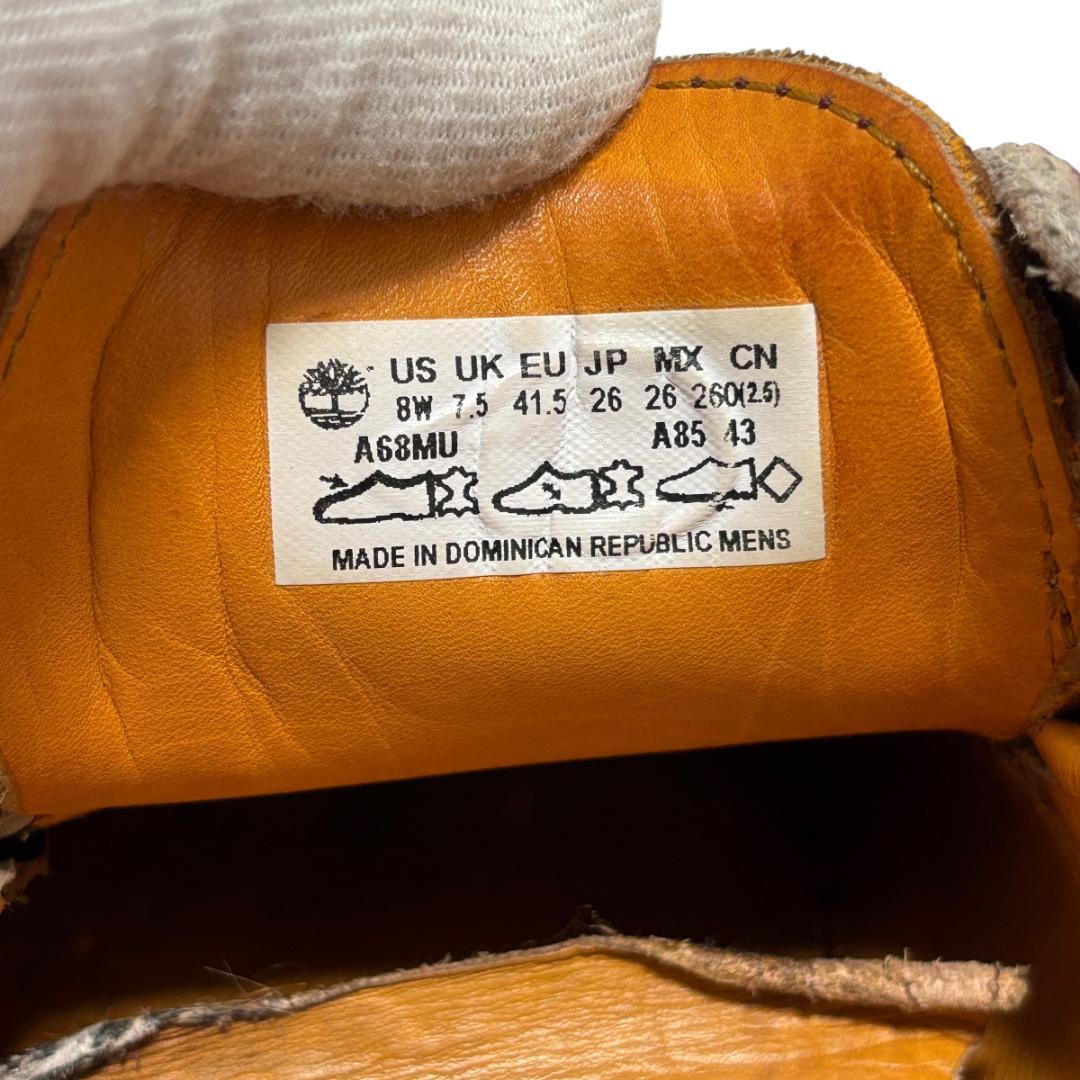 US UK EU JP MX CN
8W 7.5 41.5 26 26 260(2.5)
A68MU A85 43
MADE IN DOMINICAN REPUBLIC MENS